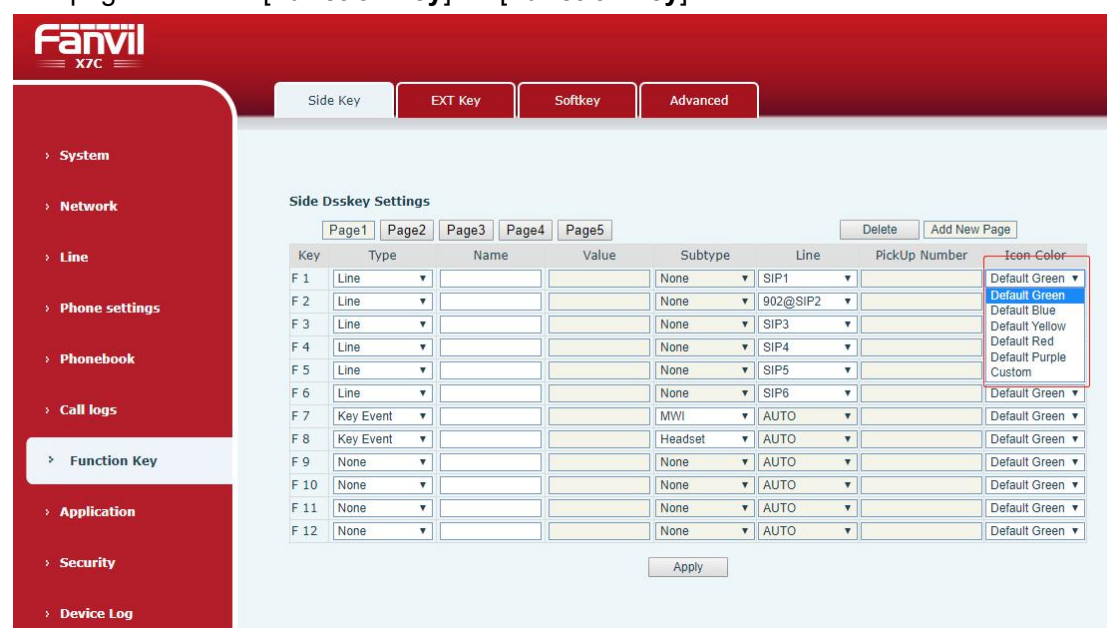 Fanvil
X7C
Side Key EXT Key Softkey Advanced
› System
› Network
› Line
› Phone settings
› Phonebook
› Call logs
› Function Key
› Application
› Security
› Device Log
Side Dsskey Settings
Page1 Page2 Page3 Page4 Page5 Delete Add New Page
Key Type Name Value Subtype Line PickUp Number Icon Color
F 1 Line None SIP1 Default Green
F 2 Line None 902@SIP2
F 3 Line None SIP3
F 4 Line None SIP4
F 5 Line None SIP5
F 6 Line None SIP6 Default Green
F 7 Key Event MWI AUTO Default Green
F 8 Key Event Headset AUTO Default Green
F 9 None None AUTO Default Green
F 10 None None AUTO Default Green
F 11 None None AUTO Default Green
F 12 None None AUTO Default Green
Default Green
Default Blue
Default Yellow
Default Red
Default Purple
Custom
Apply